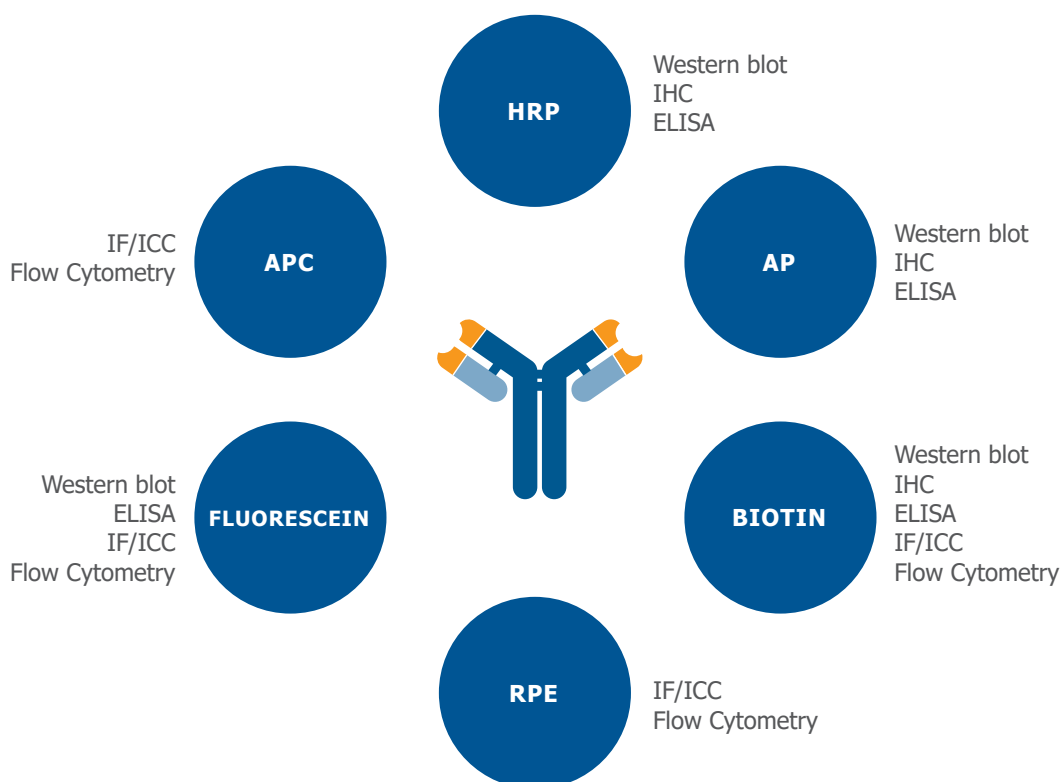 HRP
Western blot
IHC
ELISA
APC
IF/ICC
Flow Cytometry
AP
Western blot
IHC
ELISA
FLUORESCEIN
Western blot
ELISA
IF/ICC
Flow Cytometry
BIOTIN
Western blot
IHC
ELISA
IF/ICC
Flow Cytometry
RPE
IF/ICC
Flow Cytometry